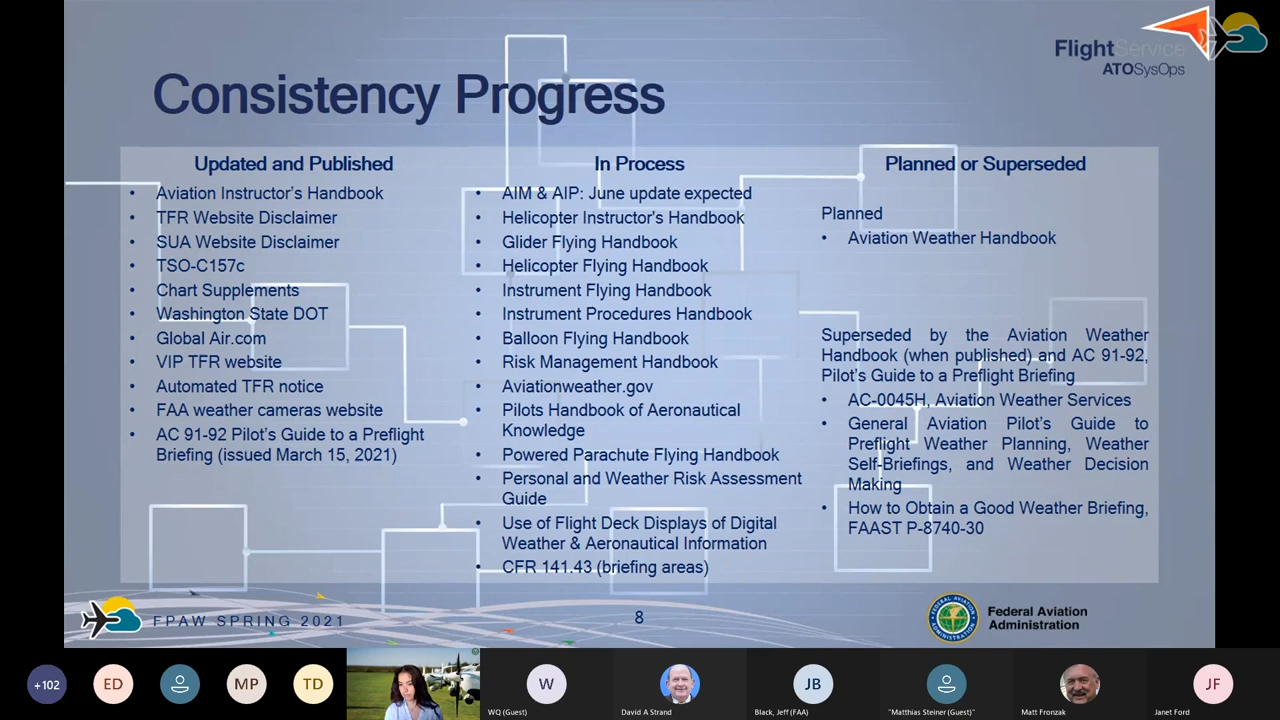 FlightService
ATOSysOps
Consistency Progress
Updated and Published
• Aviation Instructor's Handbook
• TFR Website Disclaimer
• SUA Website Disclaimer
• TSO-C157c
• Chart Supplements
• Washington State DOT
• Global Air.com
• VIP TFR website
• Automated TFR notice
• FAA weather cameras website
• AC 91-92 Pilot's Guide to a Preflight
Briefing (issued March 15, 2021)
In Process
• AIM & AIP: June update expected
• Helicopter Instructor's Handbook
• Glider Flying Handbook
• Helicopter Flying Handbook
• Instrument Flying Handbook
• Instrument Procedures Handbook
• Balloon Flying Handbook
• Risk Management Handbook
• Aviationweather.gov
• Pilots Handbook of Aeronautical
Knowledge
• Powered Parachute Flying Handbook
• Personal and Weather Risk Assessment
Guide
• Use of Flight Deck Displays of Digital
Weather & Aeronautical Information
• CFR 141.43 (briefing areas)
Planned or Superseded
Planned
• Aviation Weather Handbook
Superseded by the Aviation Weather
Handbook (when published) and AC 91-92,
Pilot's Guide to a Preflight Briefing
• AC-0045H, Aviation Weather Services
• General Aviation Pilot's Guide to
Preflight Weather Planning, Weather
Self-Briefings, and Weather Decision
Making
• How to Obtain a Good Weather Briefing,
FAAST P-8740-30
FPAW SPRING 2021
8
Federal Aviation
Administration
+102
ED
MP
TD
W
WQ (Guest)
David A Strand
JB
Black, Jeff (FAA)
"Matthias Steiner (Guest)"
Matt Fronzak
JF
Janet Ford